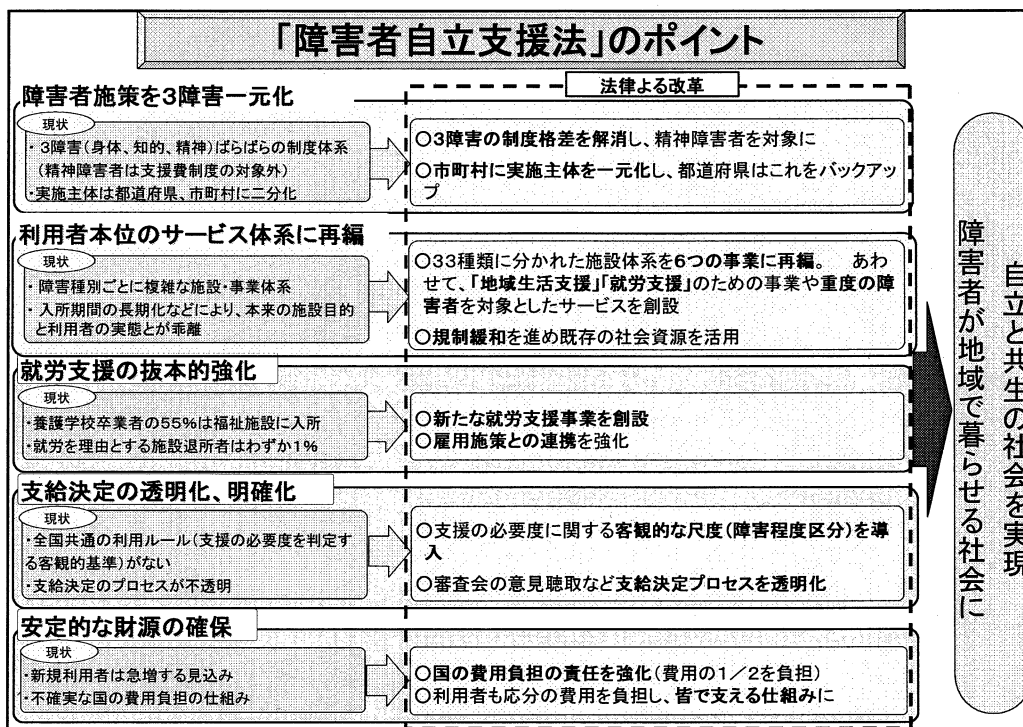 「障害者自立支援法」のポイント
法律よる改革
障害者施策を3障害一元化
現状
・3障害(身体、知的、精神)ばらばらの制度体系
(精神障害者は支援費制度の対象外)
・実施主体は都道府県、市町村に二分化
○3障害の制度格差を解消し、精神障害者を対象に
○市町村に実施主体を一元化し、都道府県はこれをバックアッ
プ
利用者本位のサービス体系に再編
現状
・障害種別ごとに複雑な施設・事業体系
・入所期間の長期化などにより、本来の施設目的
と利用者の実態とが乖離
○33種類に分かれた施設体系を6つの事業に再編。 あわ
せて、「地域生活支援」「就労支援」のための事業や重度の障
害者を対象としたサービスを創設
○規制緩和を進め既存の社会資源を活用
就労支援の抜本的強化
現状
・養護学校卒業者の55%は福祉施設に入所
・就労を理由とする施設退所者はわずか1%
○新たな就労支援事業を創設
○雇用施策との連携を強化
支給決定の透明化、明確化
現状
・全国共通の利用ルール(支援の必要度を判定す
る客観的基準)がない
・支給決定のプロセスが不透明
○支援の必要度に関する客観的な尺度(障害程度区分)を導
入
○審査会の意見聴取など支給決定プロセスを透明化
安定的な財源の確保
現状
・新規利用者は急増する見込み
・不確実な国の費用負担の仕組み
○国の費用負担の責任を強化(費用の1/2を負担)
○利用者も応分の費用を負担し、皆で支える仕組みに
障害者が地域で暮らせる社会に
自立と共生の社会を実現